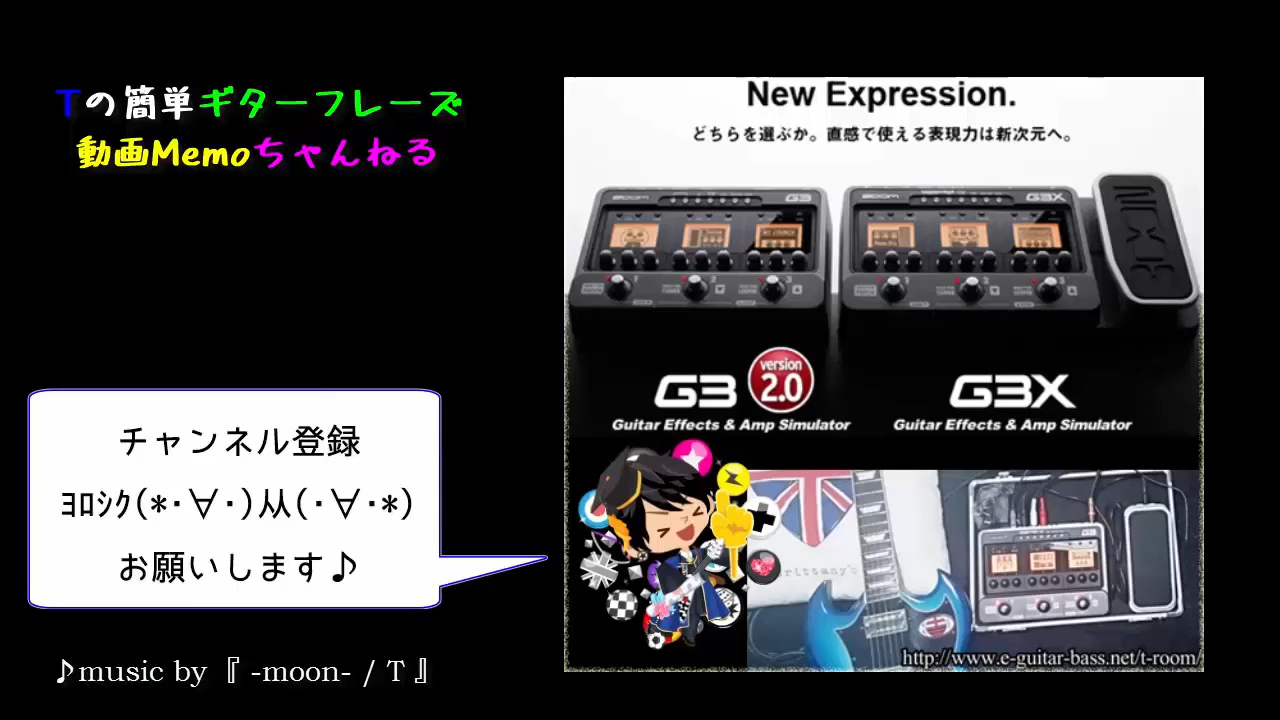 Tの簡単ギターフレーズ
動画Memoちゃんねる
チャンネル登録
ﾖﾛｼｸ(*･∀･)从(･∀･*)
お願いします♪
♪music by 『 -moon- / T 』
New Expression.
どちらを選ぶか。直感で使える表現力は新次元へ。
ZOOM
G3
ZOOM
G3X
ZOOM
G3
version
2.0
G3X
Guitar Effects & Amp Simulator
Guitar Effects & Amp Simulator
http://www.e-guitar-bass.net/t-room/